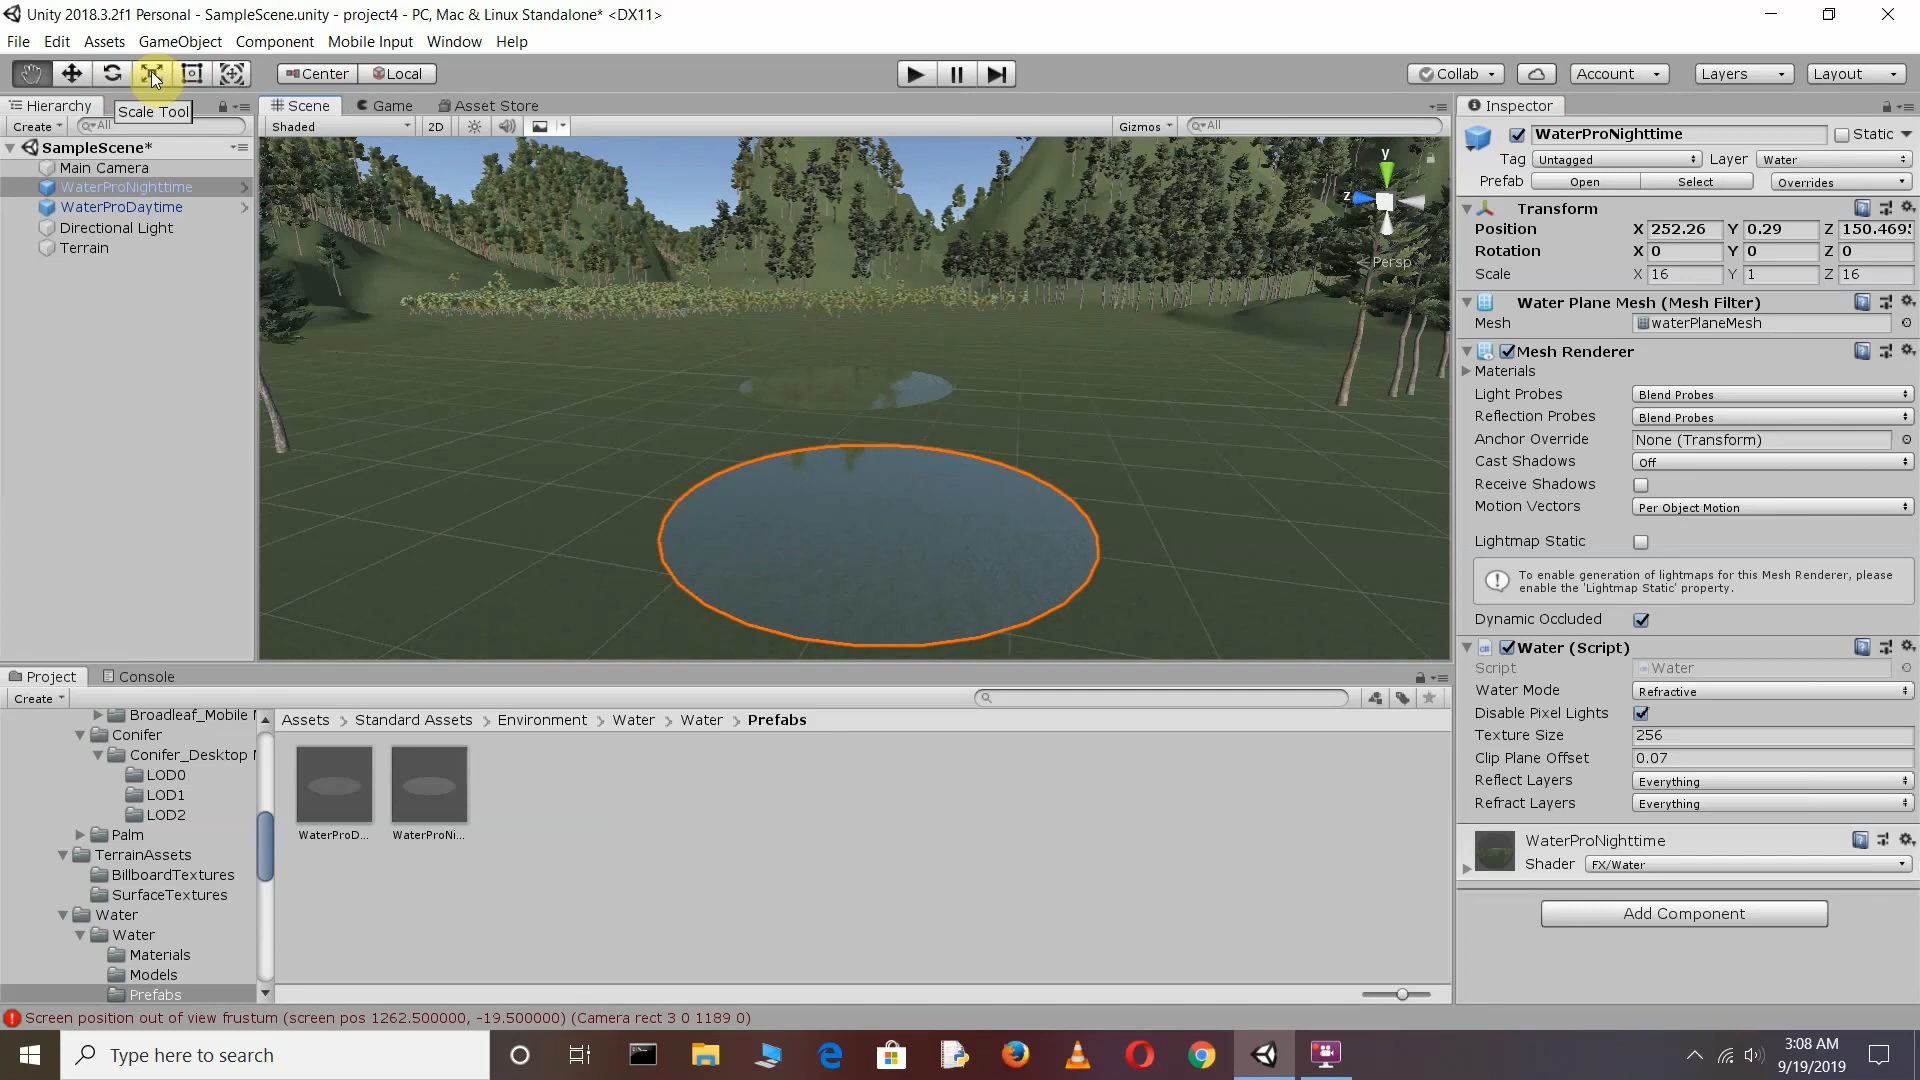 Unity 2018.3.2f1 Personal - SampleScene.unity - project4 - PC, Mac & Linux Standalone* <DX11>
File Edit Assets GameObject Component Mobile Input Window Help
Center Local Collab Account Layers Layout
Scale Tool
Hierarchy Scene Game Asset Store Inspector
Create All Shaded 2D Gizmos All
SampleScene*
Main Camera
WaterProNighttime
WaterProDaytime
Directional Light
Terrain
y
z
Persp
WaterProNighttime Static
Tag Untagged Layer Water
Prefab Open Select Overrides
Transform
Position X 252.26 Y 0.29 Z 150.469
Rotation X 0 Y 0 Z 0
Scale X 16 Y 1 Z 16
Water Plane Mesh (Mesh Filter)
Mesh waterPlaneMesh
Mesh Renderer
Materials
Light Probes Blend Probes
Reflection Probes Blend Probes
Anchor Override None (Transform)
Cast Shadows Off
Receive Shadows
Motion Vectors Per Object Motion
Lightmap Static
To enable generation of lightmaps for this Mesh Renderer, please
enable the 'Lightmap Static' property.
Dynamic Occluded
Water (Script)
Script Water
Water Mode Refractive
Disable Pixel Lights
Texture Size 256
Clip Plane Offset 0.07
Reflect Layers Everything
Refract Layers Everything
WaterProNighttime
Shader FX/Water
Add Component
Project Console
Create
Broadleaf_Mobile
Conifer
Conifer_Desktop
LOD0
LOD1
LOD2
Palm
TerrainAssets
BillboardTextures
SurfaceTextures
Water
Water
Materials
Models
Prefabs
Assets > Standard Assets > Environment > Water > Water > Prefabs
WaterProD... WaterProNi...
Screen position out of view frustum (screen pos 1262.500000, -19.500000) (Camera rect 3 0 1189 0)
Type here to search
3:08 AM
9/19/2019